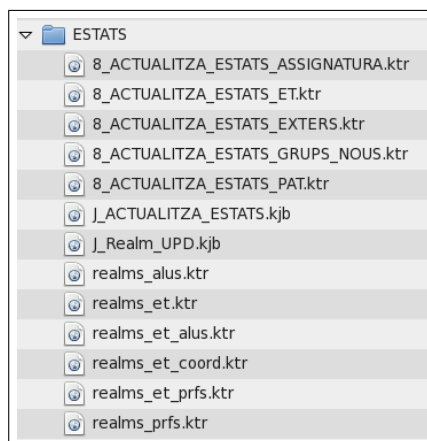 ESTATS
8_ACTUALITZA_ESTATS_ASSIGNATURA.ktr
8_ACTUALITZA_ESTATS_ET.ktr
8_ACTUALITZA_ESTATS_EXTERS.ktr
8_ACTUALITZA_ESTATS_GRUPS_NOUS.ktr
8_ACTUALITZA_ESTATS_PAT.ktr
J_ACTUALITZA_ESTATS.kjb
J_Realm_UPD.kjb
realms_alus.ktr
realms_et.ktr
realms_et_alus.ktr
realms_et_coord.ktr
realms_et_prfs.ktr
realms_prfs.ktr